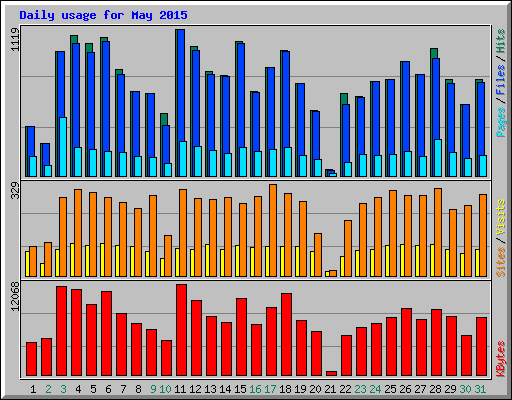 Daily usage for May 2015
1119
Pages / Files / Hits
329
Sites / Visits
12068
KBytes
1 2 3 4 5 6 7 8 9 10 11 12 13 14 15 16 17 18 19 20 21 22 23 24 25 26 27 28 29 30 31